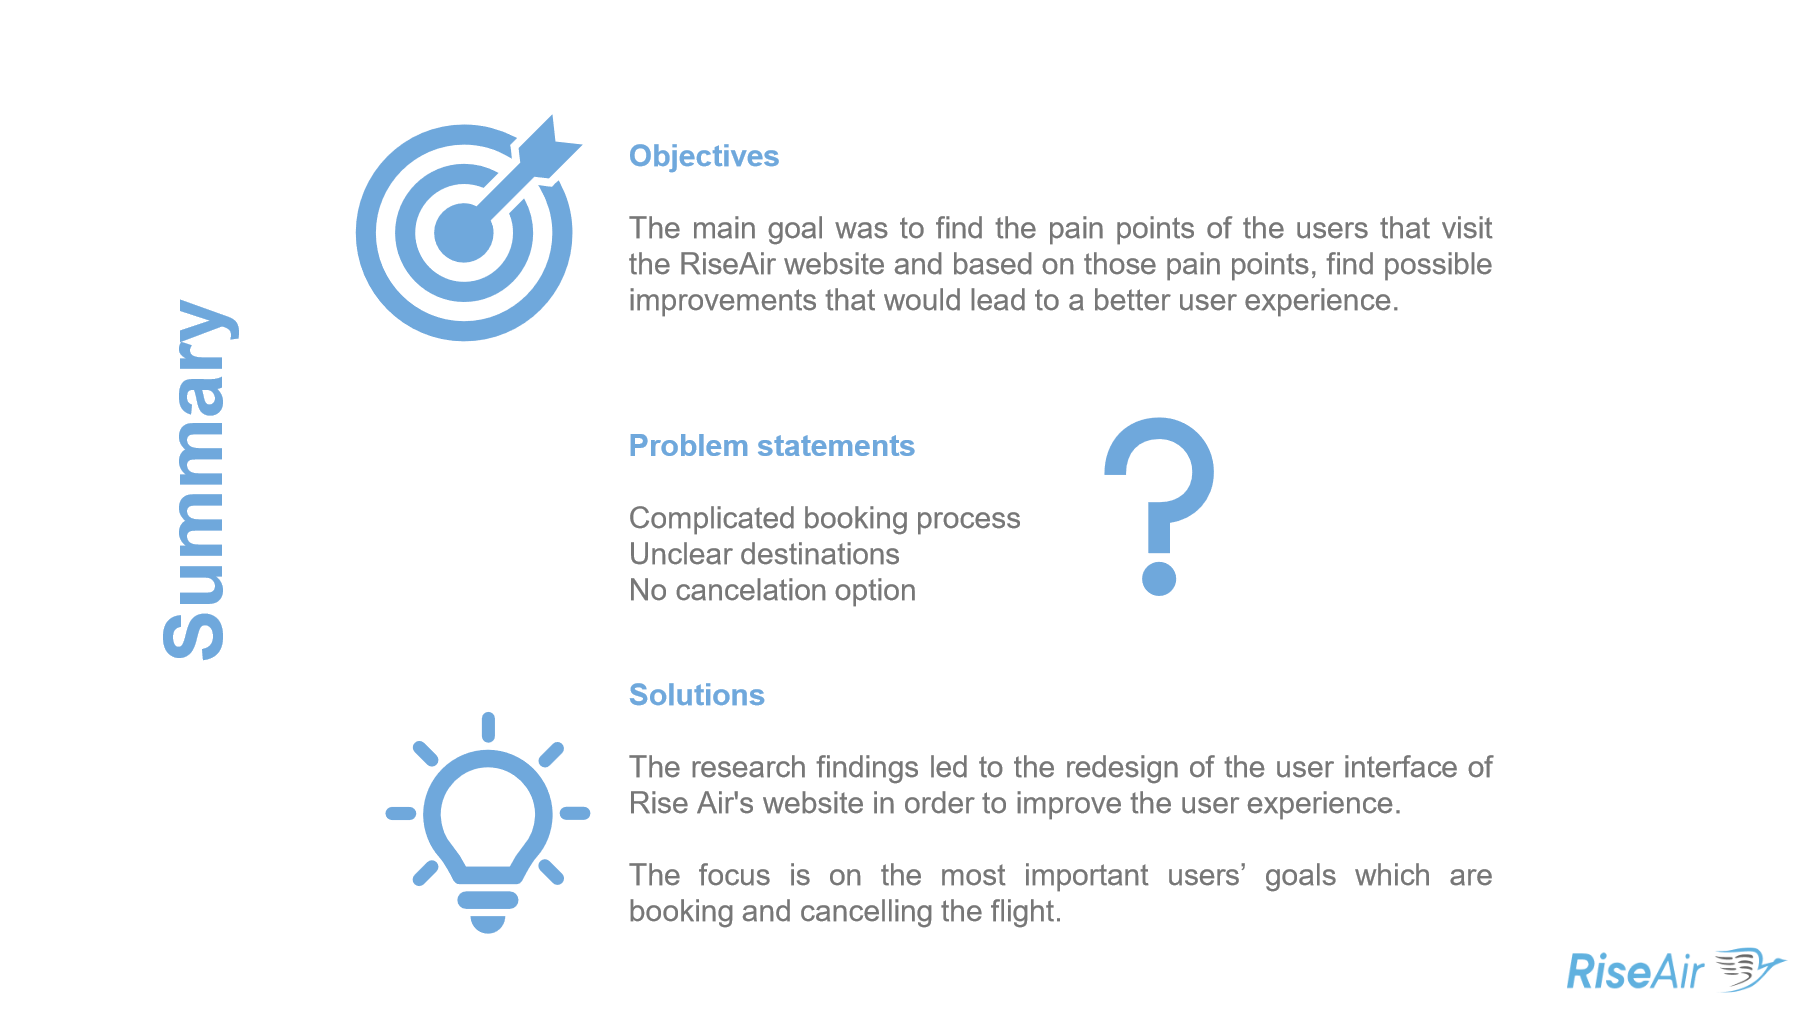 Summary
Objectives
The main goal was to find the pain points of the users that visit
the RiseAir website and based on those pain points, find possible
improvements that would lead to a better user experience.
Problem statements
Complicated booking process
Unclear destinations
No cancelation option
Solutions
The research findings led to the redesign of the user interface of
Rise Air's website in order to improve the user experience.
The focus is on the most important users’ goals which are
booking and cancelling the flight.
RiseAir